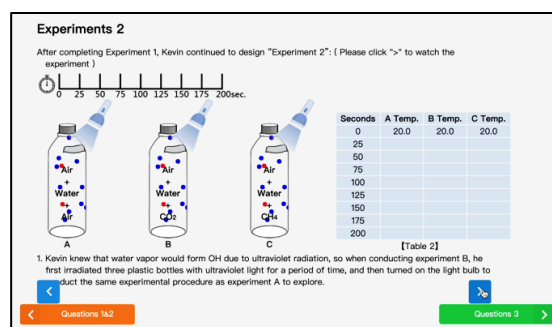 Experiments 2
After completing Experiment 1, Kevin continued to design "Experiment 2": ( Please click ">" to watch the
experiment )
0 25 50 75 100 125 150 175 200sec.
Air + Water + Air
A
Air + Water + CO2
B
Air + Water + CH4
C
Seconds A Temp. B Temp. C Temp.
0 20.0 20.0 20.0
25
50
75
100
125
150
175
200
【Table 2】
1. Kevin knew that water vapor would form OH due to ultraviolet radiation, so when conducting experiment B, he
first irradiated three plastic bottles with ultraviolet light for a period of time, and then turned on the light bulb to
duct the same experimental procedure as experiment A to explore.
< >
< Questions 1&2
Questions 3 >